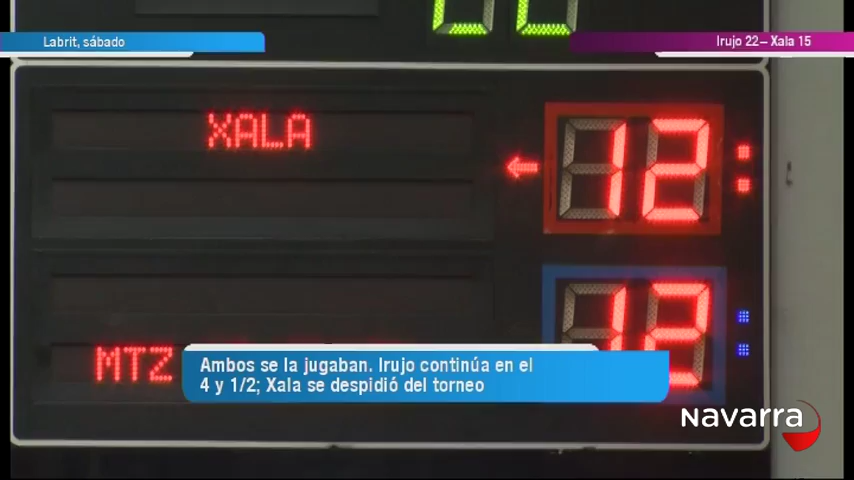 Labrit, sábado
Irujo 22 – Xala 15
XALA
12
12
MTZ
Ambos se la jugaban. Irujo continúa en el
4 y 1/2; Xala se despidió del torneo
Navarra